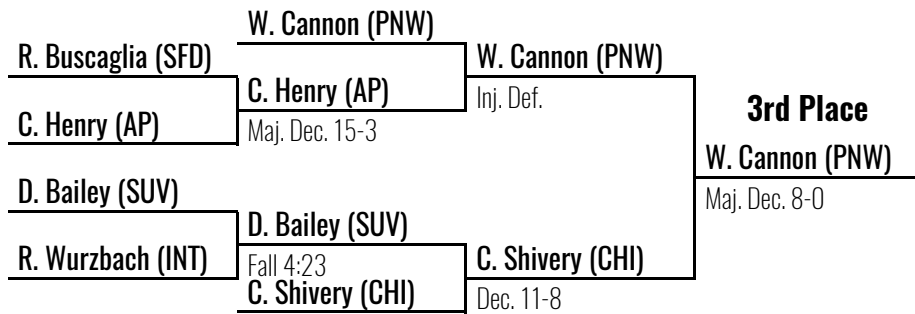 W. Cannon (PNW)
R. Buscaglia (SFD)
W. Cannon (PNW)
C. Henry (AP)
Inj. Def.
3rd Place
C. Henry (AP)
Maj. Dec. 15-3
W. Cannon (PNW)
D. Bailey (SUV)
Maj. Dec. 8-0
D. Bailey (SUV)
R. Wurzbach (INT)
Fall 4:23
C. Shivery (CHI)
C. Shivery (CHI)
Dec. 11-8